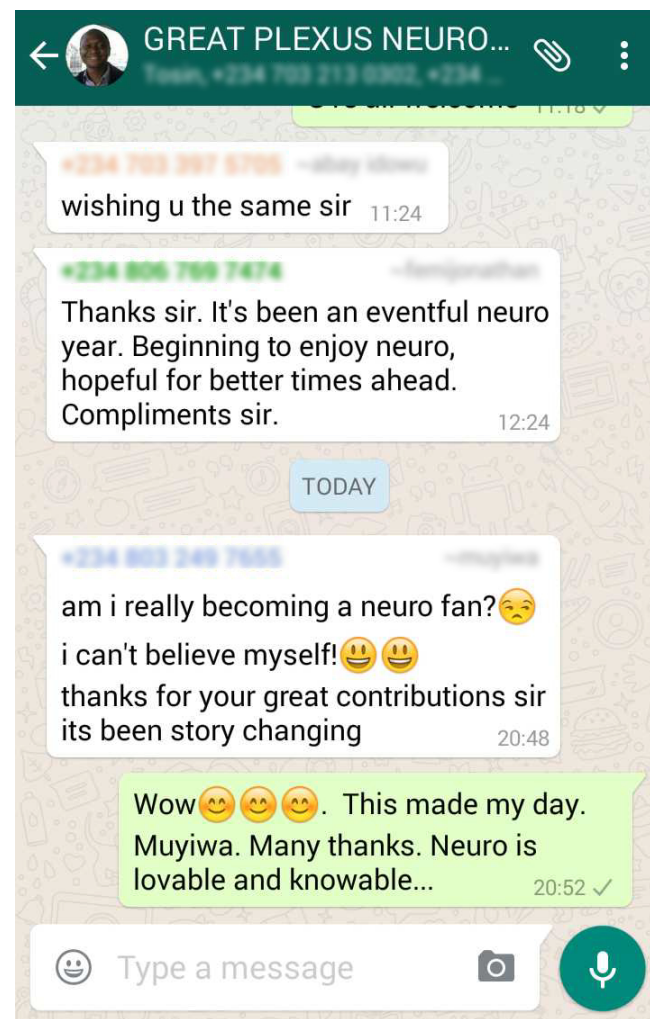 GREAT PLEXUS NEURO...
11:18
wishing u the same sir 11:24
Thanks sir. It's been an eventful neuro
year. Beginning to enjoy neuro,
hopeful for better times ahead.
Compliments sir. 12:24
TODAY
am i really becoming a neuro fan?😒
i can't believe myself!😃😃
thanks for your great contributions sir
its been story changing 20:48
Wow😊😊😊. This made my day.
Muyiwa. Many thanks. Neuro is
lovable and knowable... 20:52
Type a message